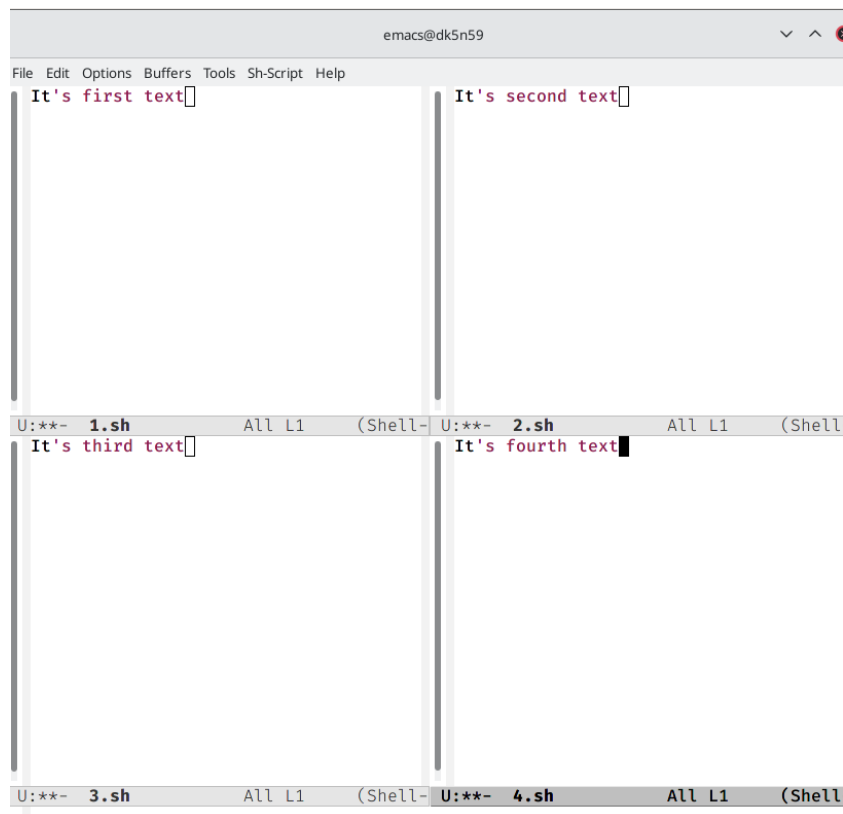 emacs@dk5n59
File Edit Options Buffers Tools Sh-Script Help
It's first text
It's second text
U:**- 1.sh All L1 (Shell-
U:**- 2.sh All L1 (Shell
It's third text
It's fourth text
U:**- 3.sh All L1 (Shell-
U:**- 4.sh All L1 (Shell